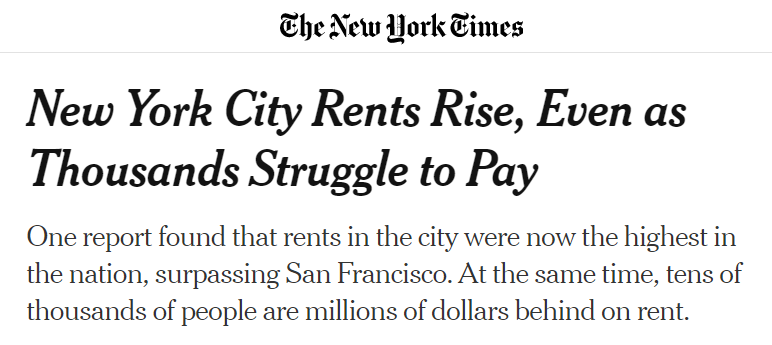 The New York Times
New York City Rents Rise, Even as
Thousands Struggle to Pay
One report found that rents in the city were now the highest in
the nation, surpassing San Francisco. At the same time, tens of
thousands of people are millions of dollars behind on rent.